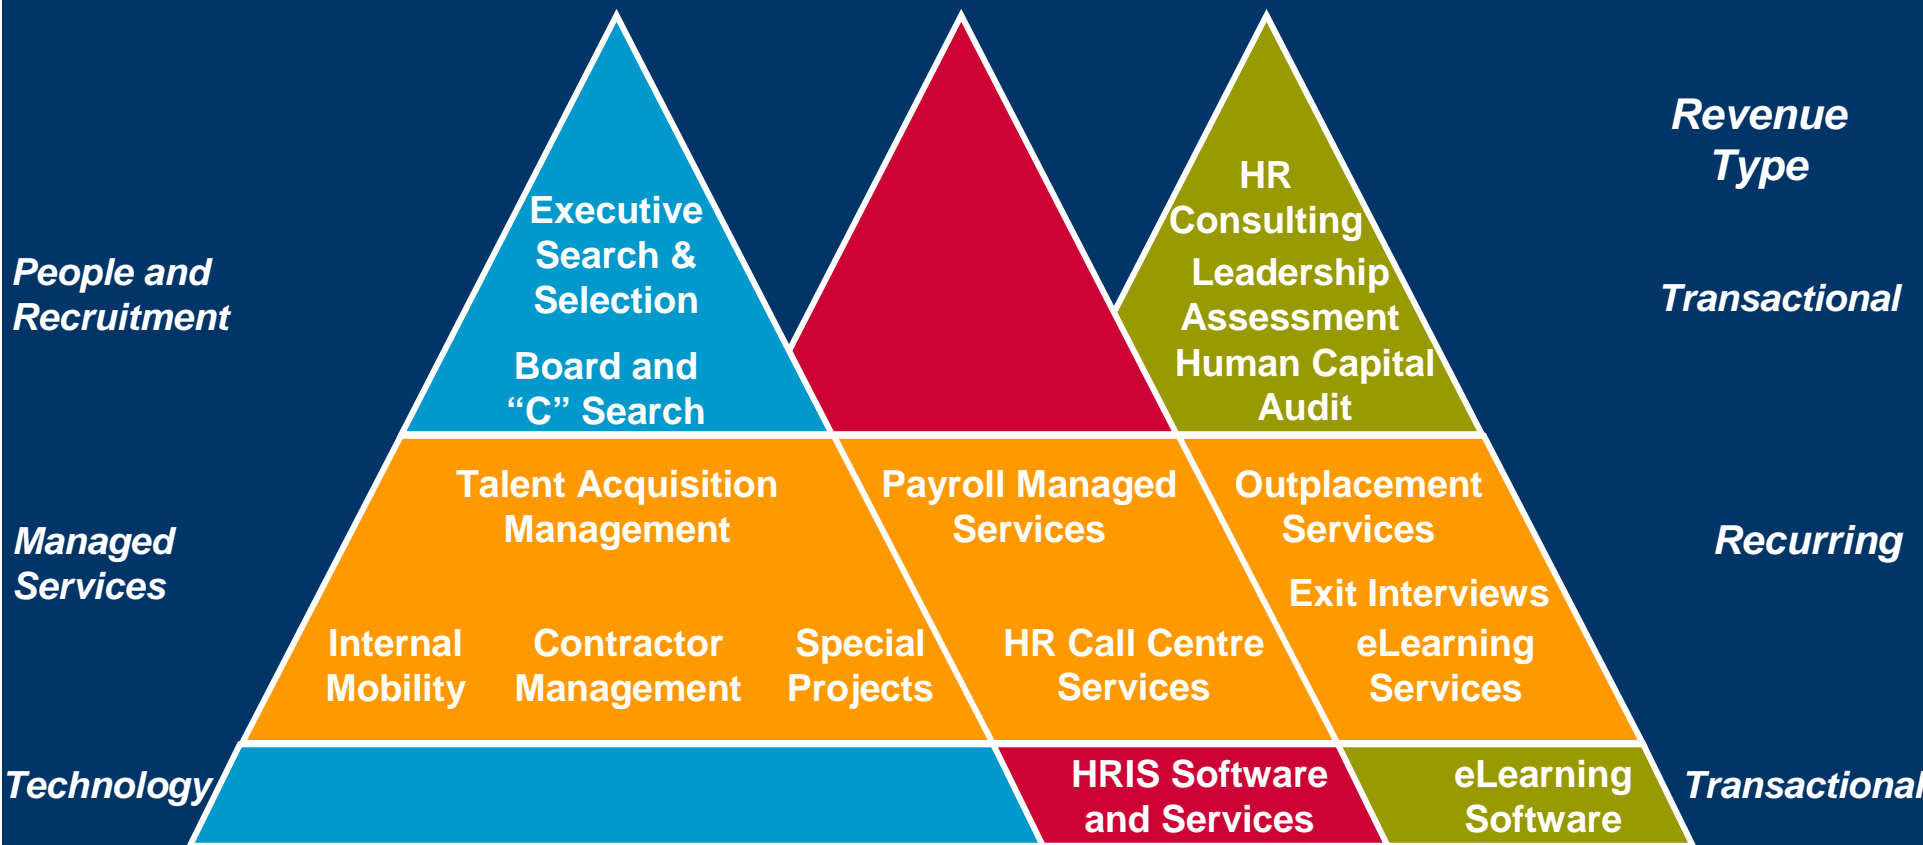 Revenue
Type
People and
Recruitment
Executive
Search &
Selection
Board and
“C” Search
HR
Consulting
Leadership
Assessment
Human Capital
Audit
Transactional
Managed
Services
Talent Acquisition
Management
Internal
Mobility
Contractor
Management
Special
Projects
Payroll Managed
Services
HR Call Centre
Services
Outplacement
Services
Exit Interviews
eLearning
Services
Recurring
Technology
HRIS Software
and Services
eLearning
Software
Transactional